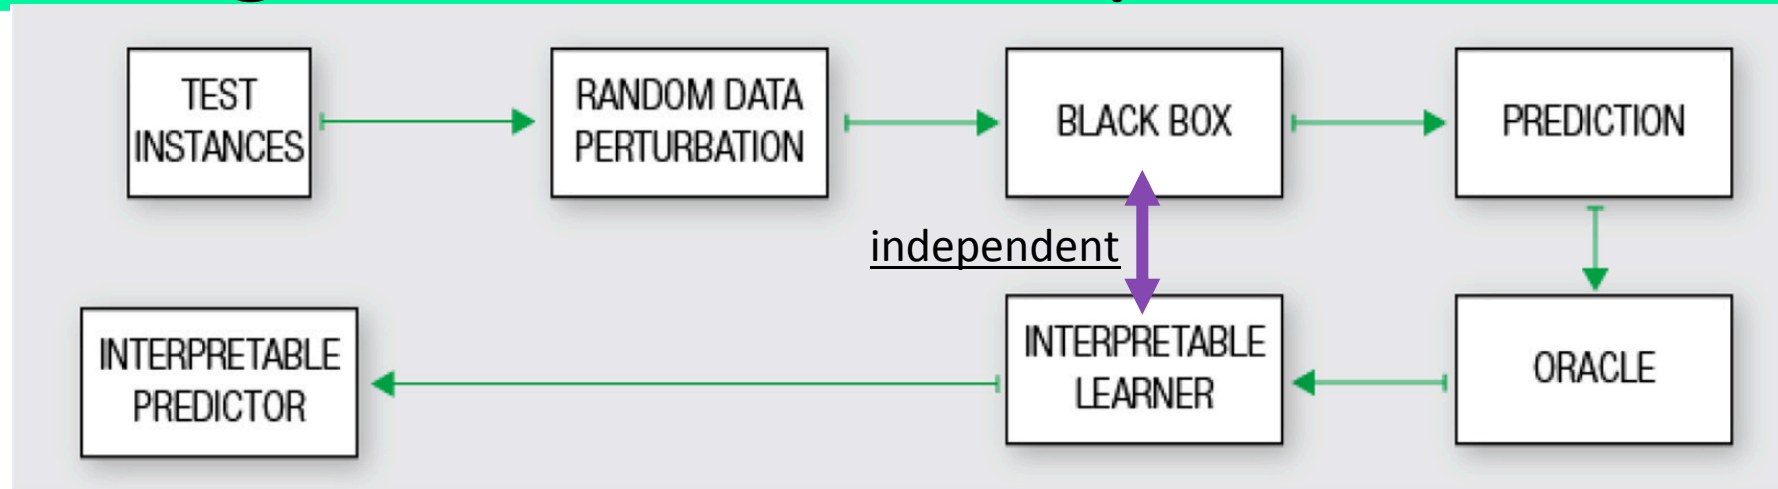 TEST
INSTANCES
RANDOM DATA
PERTURBATION
BLACK BOX
PREDICTION
independent
INTERPRETABLE
PREDICTOR
INTERPRETABLE
LEARNER
ORACLE